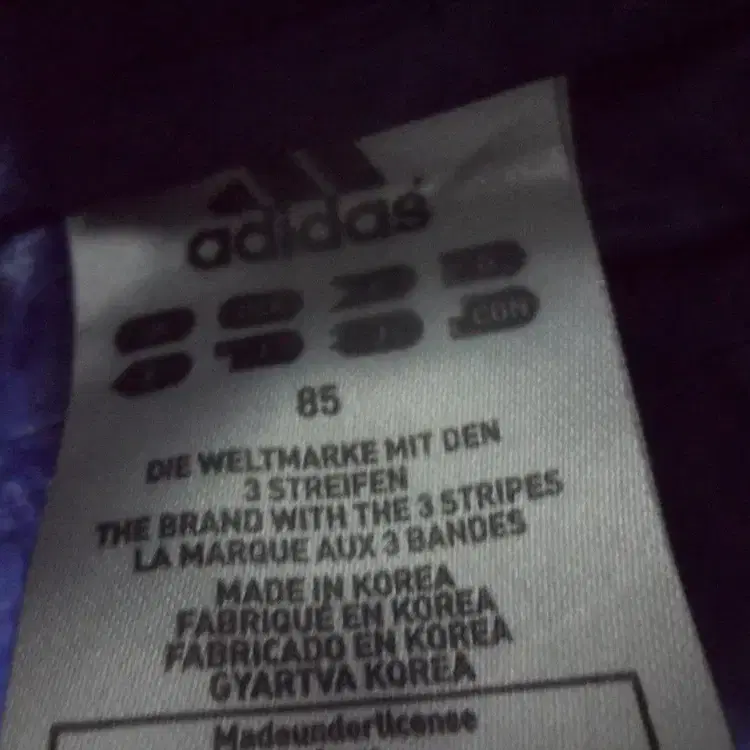 adidas
CDN
85
DIE WELTMARKE MIT DEN
3 STREIFEN
THE BRAND WITH THE 3 STRIPES
LA MARQUE AUX 3 BANDES
MADE IN KOREA
FABRIQUE EN KOREA
FABRICADO EN KOREA
GYARTVA KOREA
Madeunderlicense